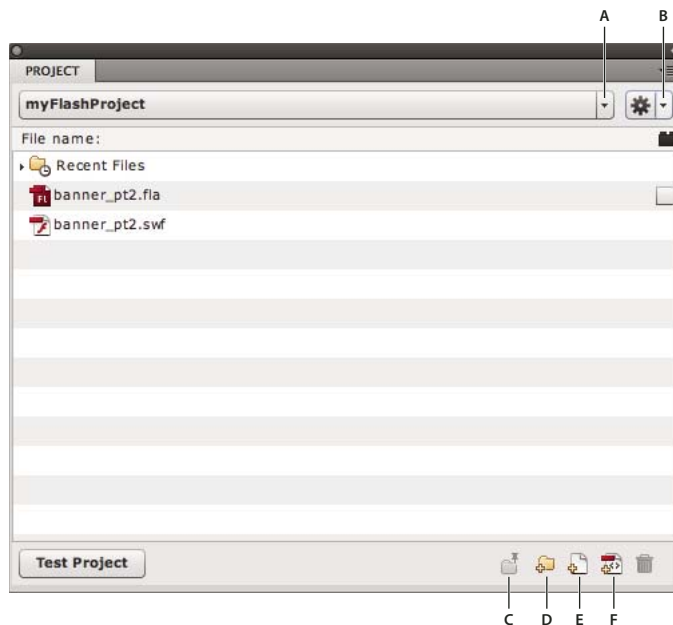 A B
PROJECT
myFlashProject
File name:
Recent Files
banner_pt2.fla
banner_pt2.swf
Test Project
C D E F